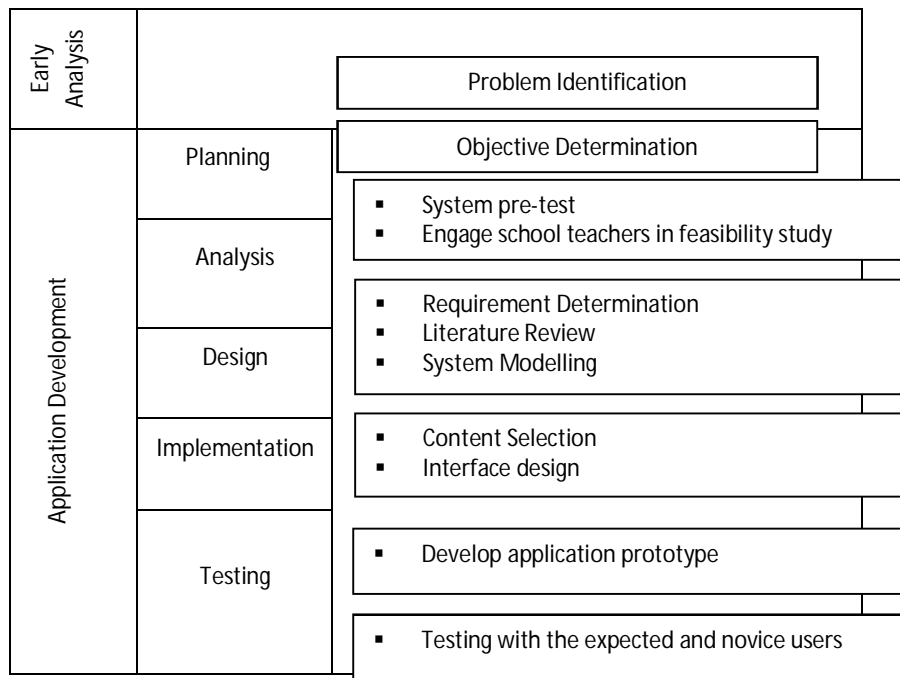 Early
Analysis
Problem Identification
Objective Determination
Application Development
Planning
▪ System pre-test
▪ Engage school teachers in feasibility study
Analysis
▪ Requirement Determination
▪ Literature Review
▪ System Modelling
Design
Implementation
▪ Content Selection
▪ Interface design
Testing
▪ Develop application prototype
▪ Testing with the expected and novice users